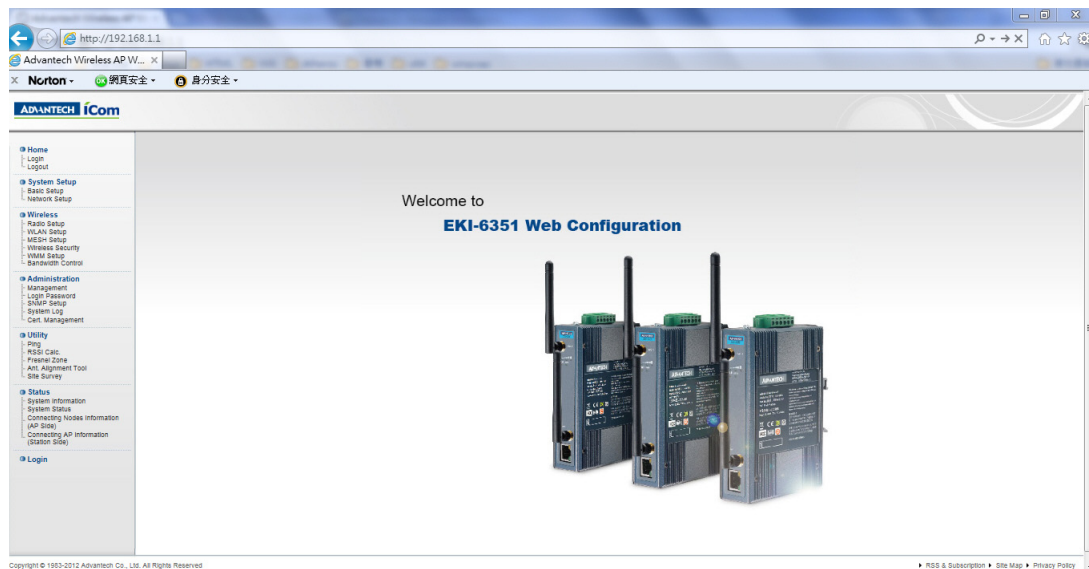 http://192.168.1.1
Advantech Wireless AP W...
Norton
網頁安全
身分安全
ADVANTECH iCom
Home
Login
Logout
System Setup
Basic Setup
Network Setup
Wireless
Radio Setup
WLAN Setup
MESH Setup
Wireless Security
WMM Setup
Bandwidth Control
Administration
Management
Login Password
SNMP Setup
System Log
Cert. Management
Utility
Ping
RSSI Calc.
Fresnel Zone
Ant. Alignment Tool
Site Survey
Status
System Information
System Status
Connecting Nodes Information
(AP Side)
Connecting AP Information
(Station Side)
Login
Welcome to
EKI-6351 Web Configuration
ADVANTECH
ADVANTECH
ADVANTECH
Copyright © 1983-2012 Advantech Co., Ltd. All Rights Reserved
RSS & Subscription
Site Map
Privacy Policy